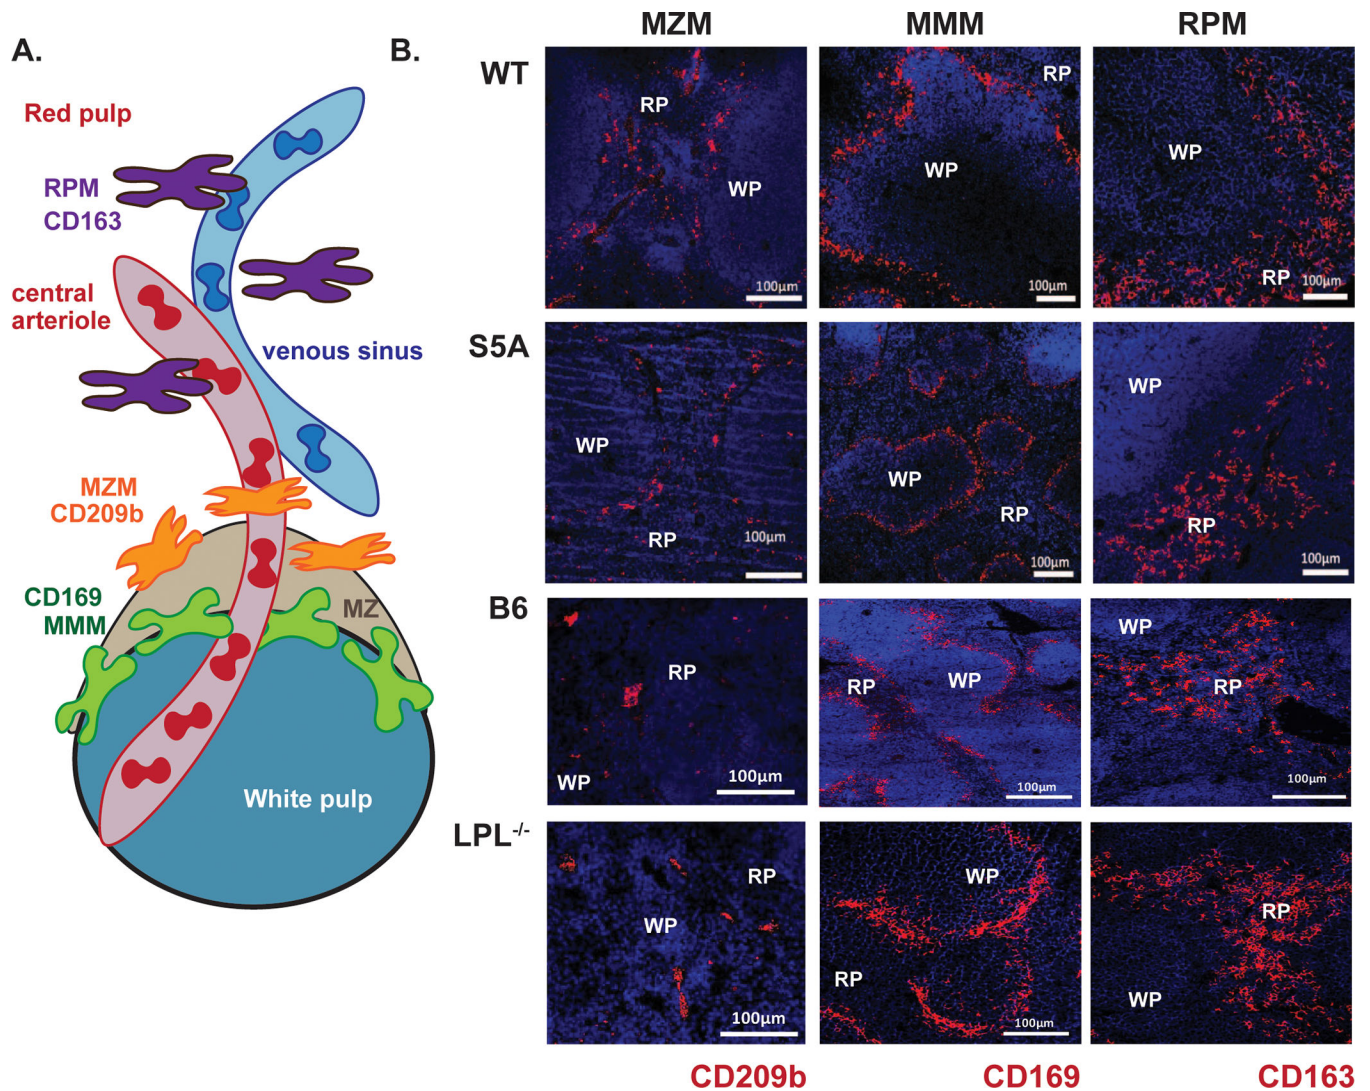 A.
Red pulp
RPM
CD163
central
arteriole
venous sinus
MZM
CD209b
CD169
MMM
MZ
White pulp
B.
MZM
MMM
RPM
WT
RP
WP
100µm
RP
WP
100µm
WP
RP
100µm
S5A
WP
RP
100µm
WP
RP
100µm
WP
RP
100µm
B6
RP
WP
100µm
RP
WP
100µm
WP
RP
100µm
LPL-/-
RP
WP
100µm
WP
RP
100µm
RP
WP
100µm
CD209b
CD169
CD163